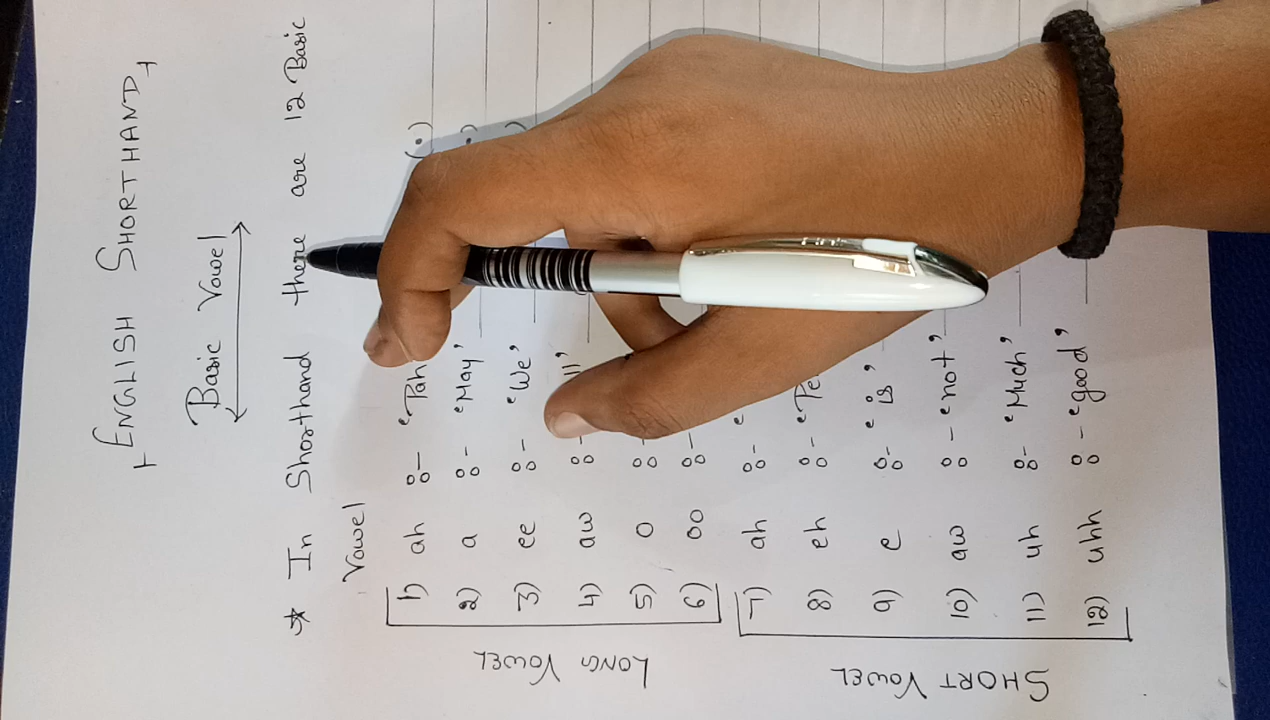 ENGLISH SHORTHAND
Basic Vowel
* In Shorthand there are 12 Basic
Vowel
1) ah :- "Pah (•)
2) a :- "May"
3) ee :- "We"
4) aw :-
5) o :-
6) oo :-
7) ah :-
8) eh :-
9) e :- "is"
10) aw :- "not"
11) uh :- "Much"
12) uhh :- "good"
LONG VOWEL
SHORT VOWEL